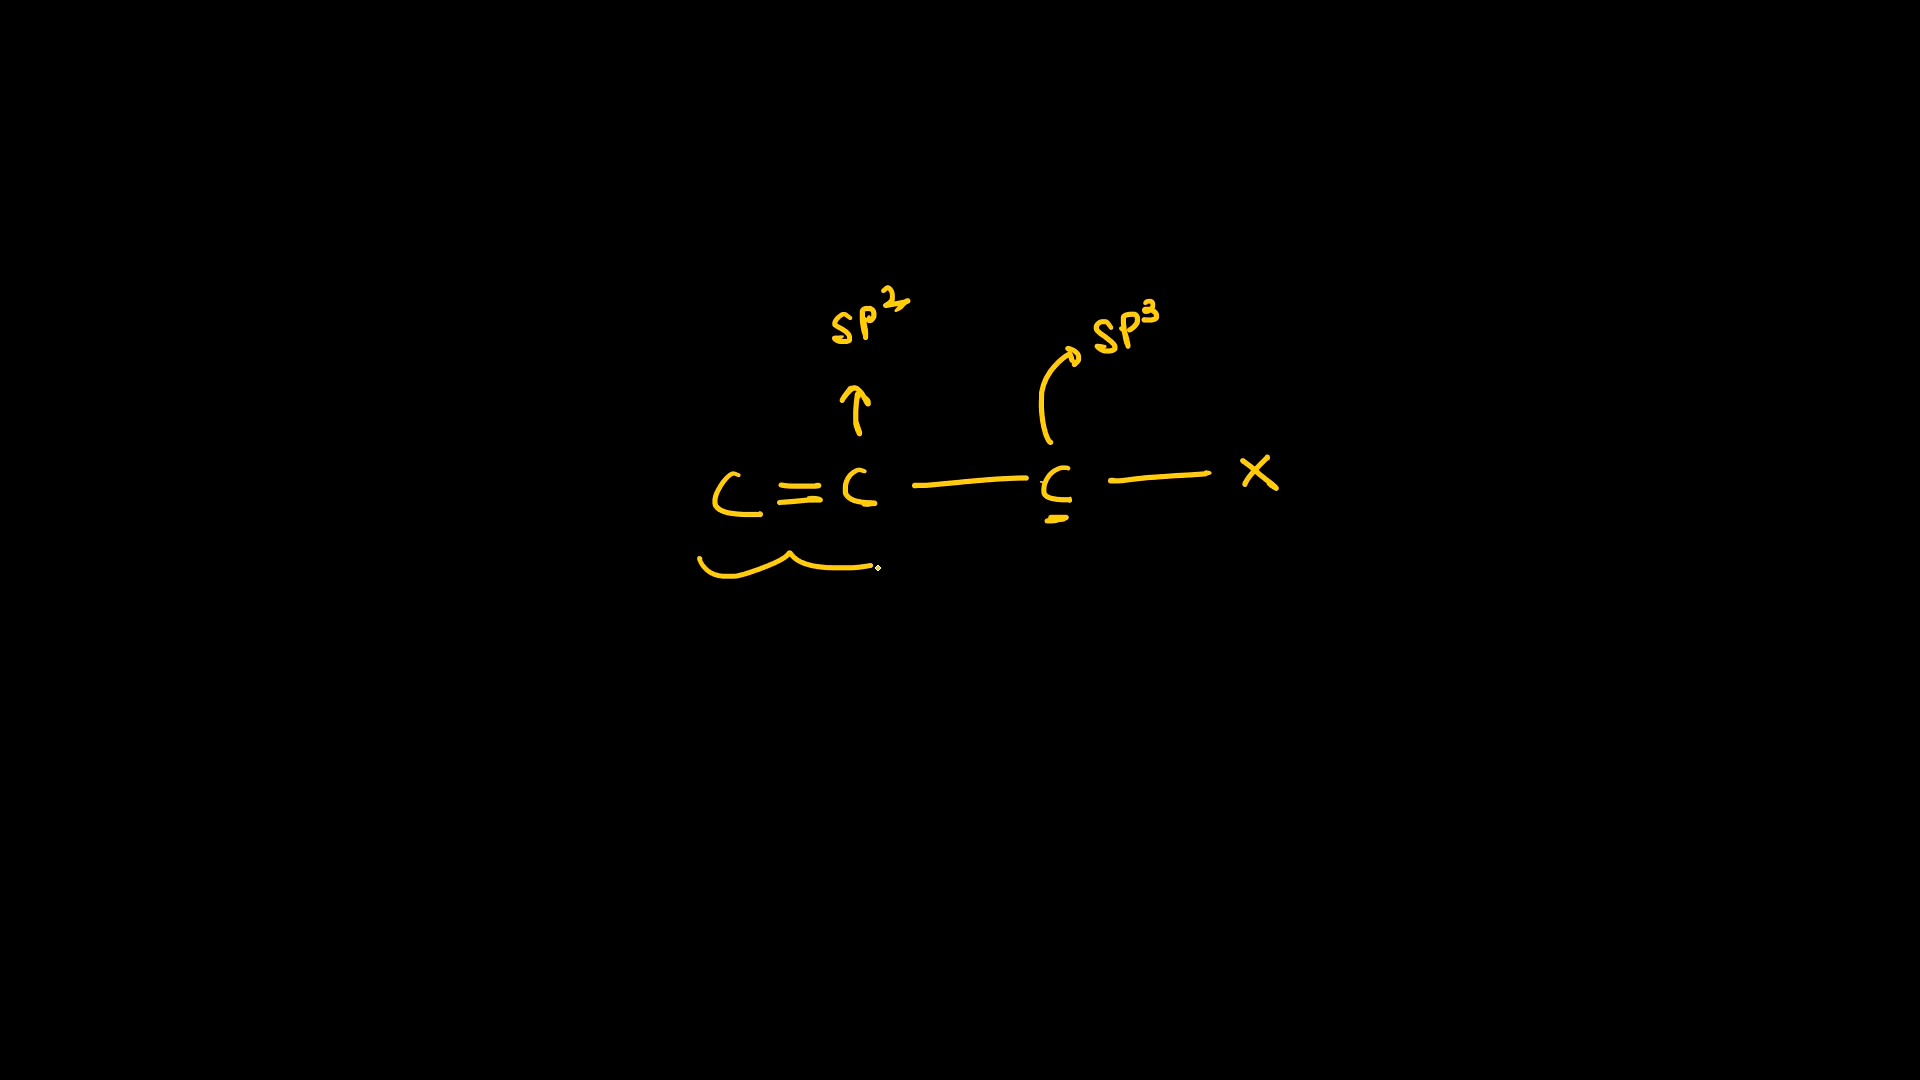 sp² sp³
C = C — C — X